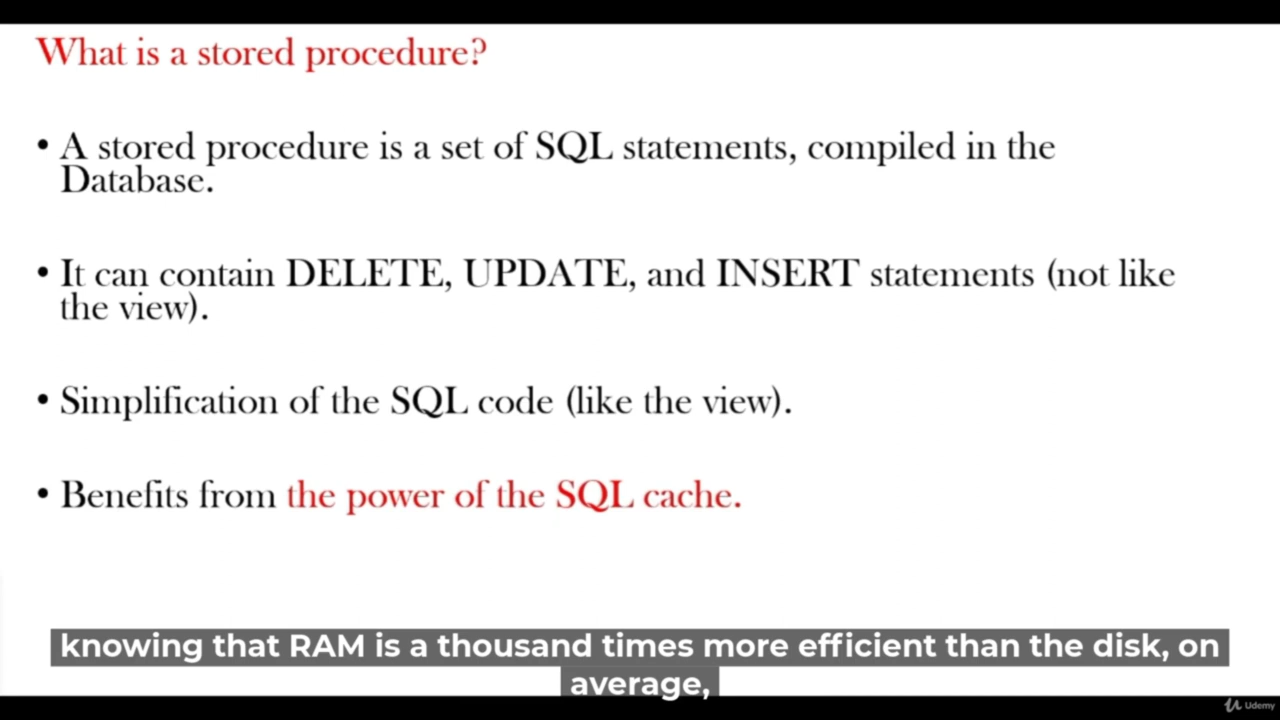 What is a stored procedure?
• A stored procedure is a set of SQL statements, compiled in the
Database.
• It can contain DELETE, UPDATE, and INSERT statements (not like
the view).
• Simplification of the SQL code (like the view).
• Benefits from the power of the SQL cache.
knowing that RAM is a thousand times more efficient than the disk, on
average,
Udemy